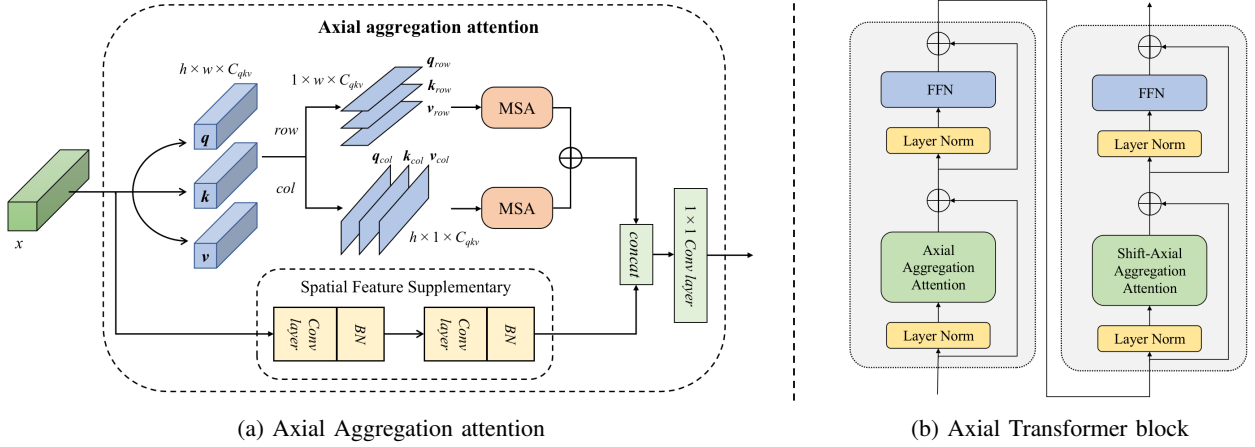 Axial aggregation attention
h × w × C_qkv
1 × w × C_qkv
q_row
k_row
v_row
MSA
q
row
q_col k_col v_col
k
col
MSA
v
h × 1 × C_qkv
x
concat
1 × 1 Conv layer
Spatial Feature Supplementary
Conv
layer
BN
Conv
layer
BN
(a) Axial Aggregation attention
FFN
Layer Norm
Axial
Aggregation
Attention
Layer Norm
FFN
Layer Norm
Shift-Axial
Aggregation
Attention
Layer Norm
(b) Axial Transformer block